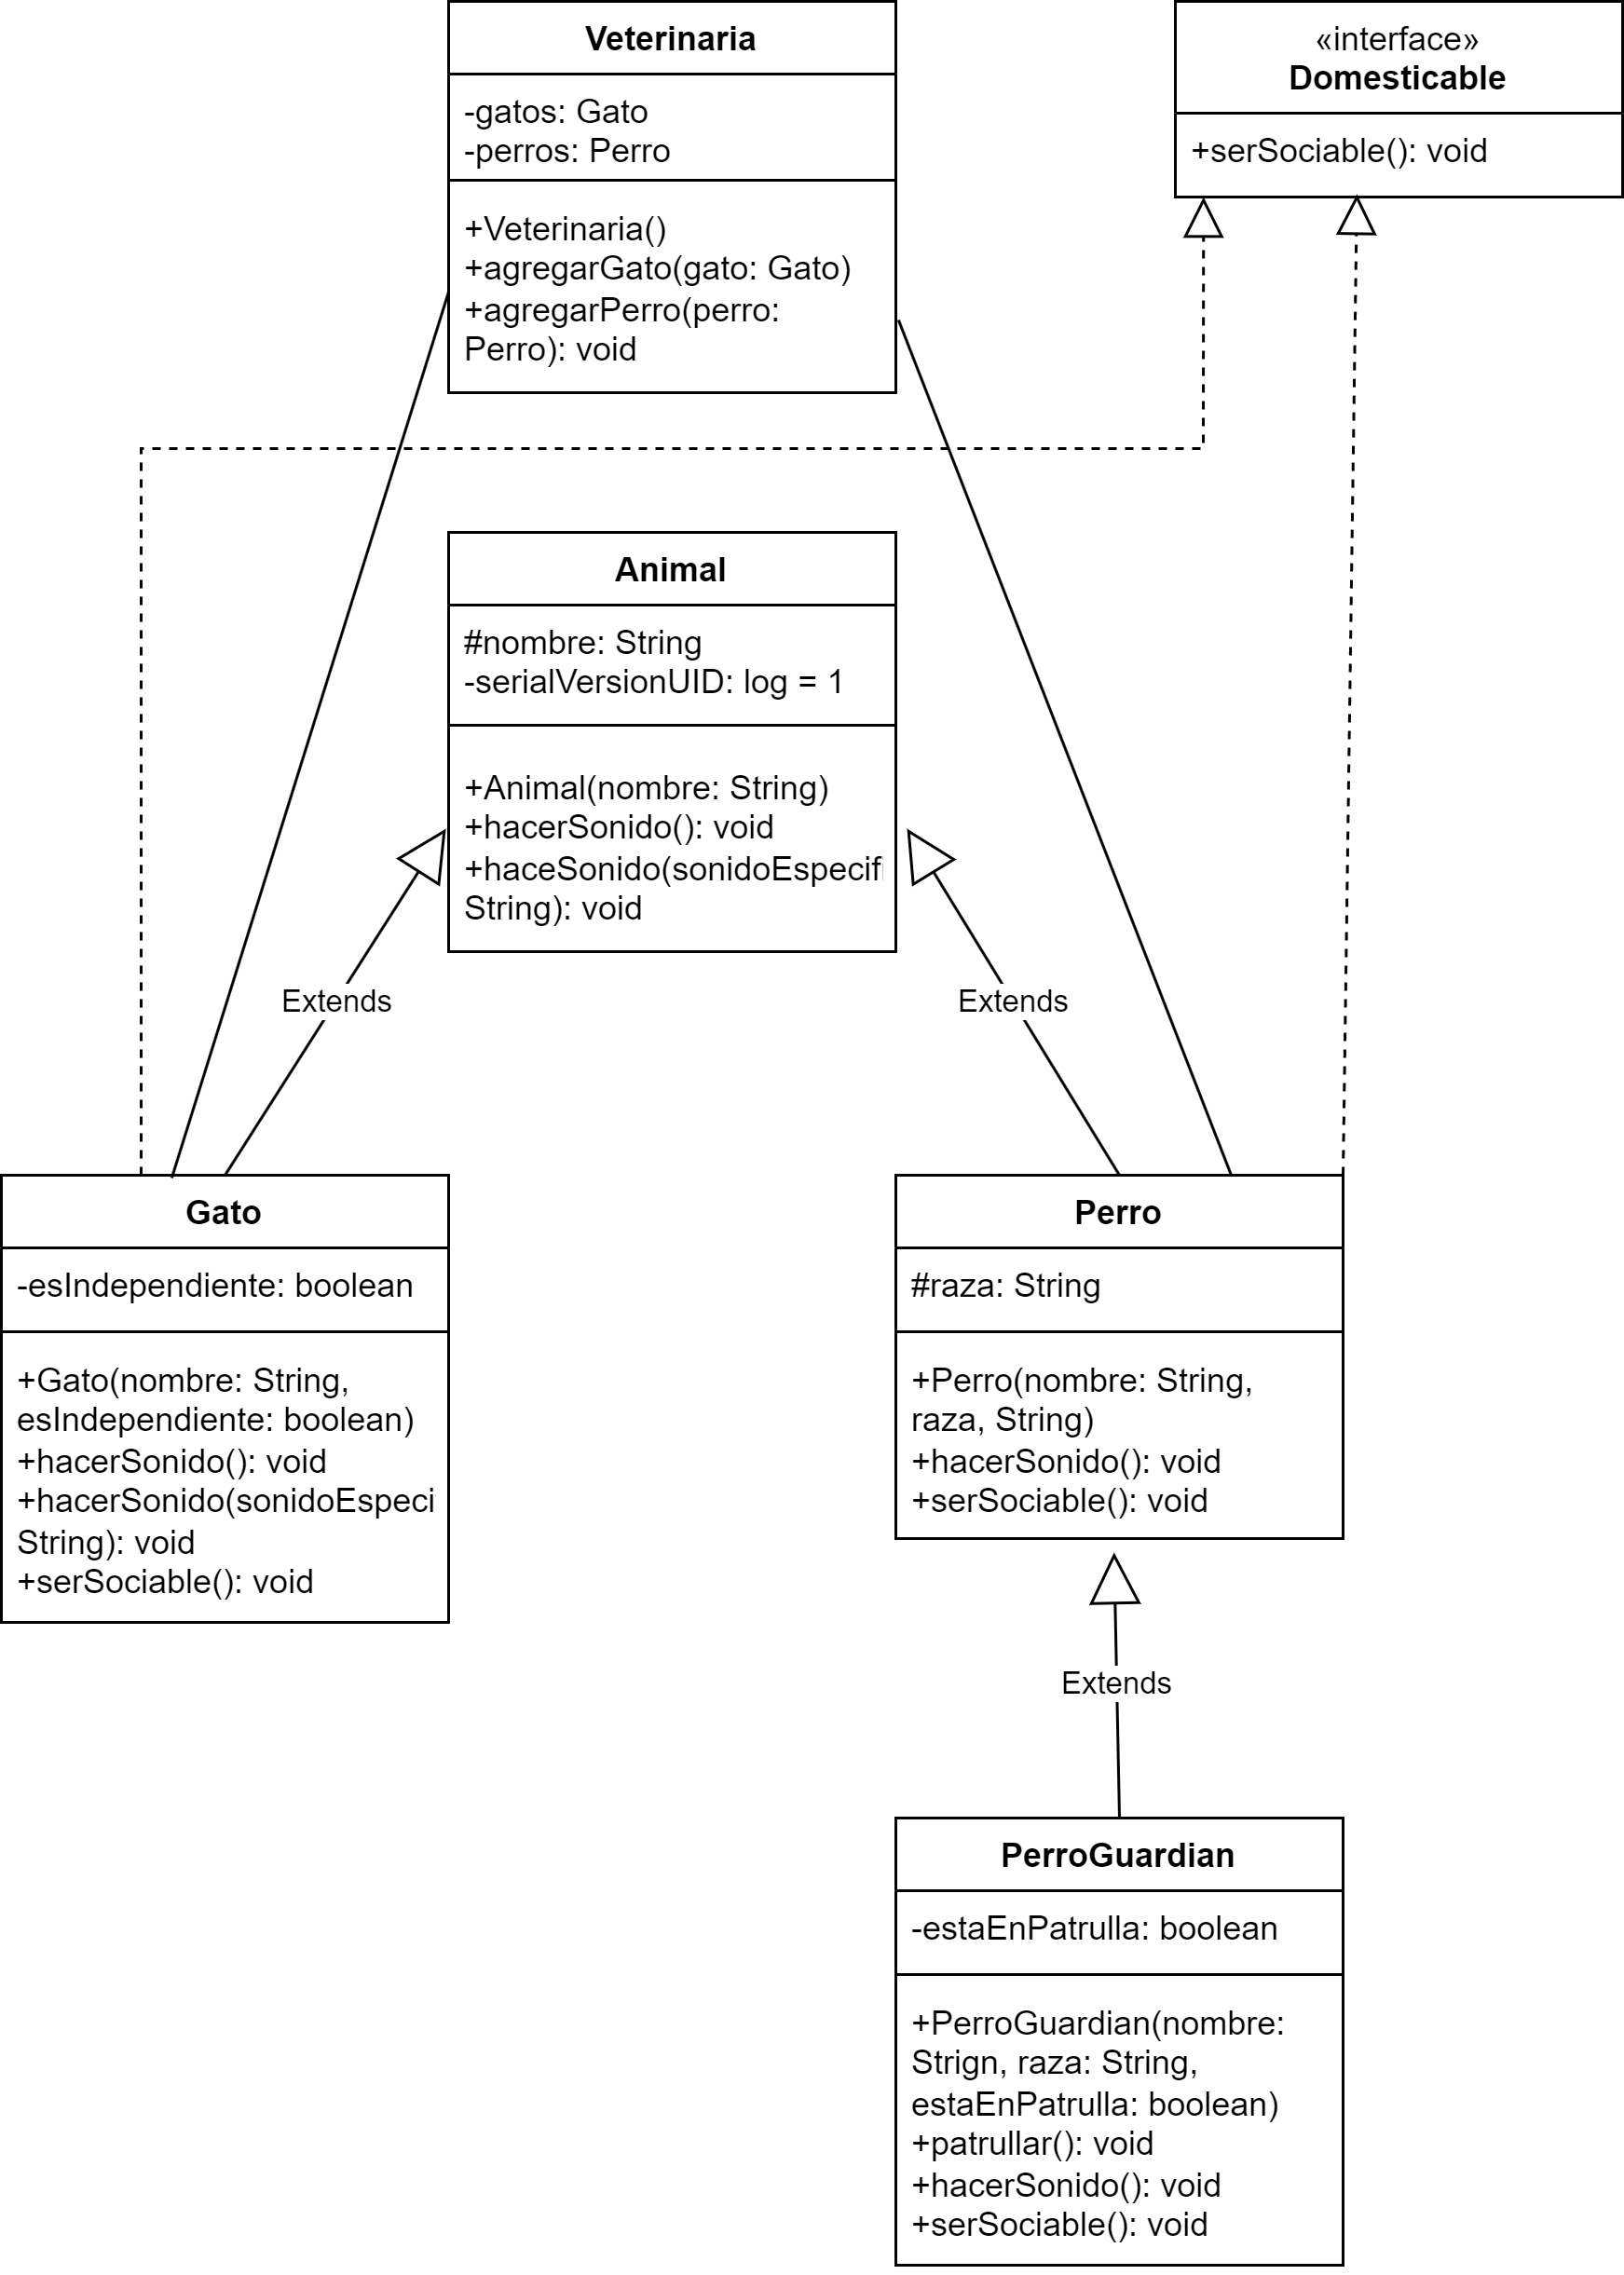 Veterinaria
-gatos: Gato
-perros: Perro
+Veterinaria()
+agregarGato(gato: Gato)
+agregarPerro(perro:
Perro): void
«interface»
Domesticable
+serSociable(): void
Animal
#nombre: String
-serialVersionUID: log = 1
+Animal(nombre: String)
+hacerSonido(): void
+haceSonido(sonidoEspecifi
String): void
Extends
Extends
Gato
-esIndependiente: boolean
+Gato(nombre: String,
esIndependiente: boolean)
+hacerSonido(): void
+hacerSonido(sonidoEspecif
String): void
+serSociable(): void
Perro
#raza: String
+Perro(nombre: String,
raza, String)
+hacerSonido(): void
+serSociable(): void
Extends
PerroGuardian
-estaEnPatrulla: boolean
+PerroGuardian(nombre:
Strign, raza: String,
estaEnPatrulla: boolean)
+patrullar(): void
+hacerSonido(): void
+serSociable(): void